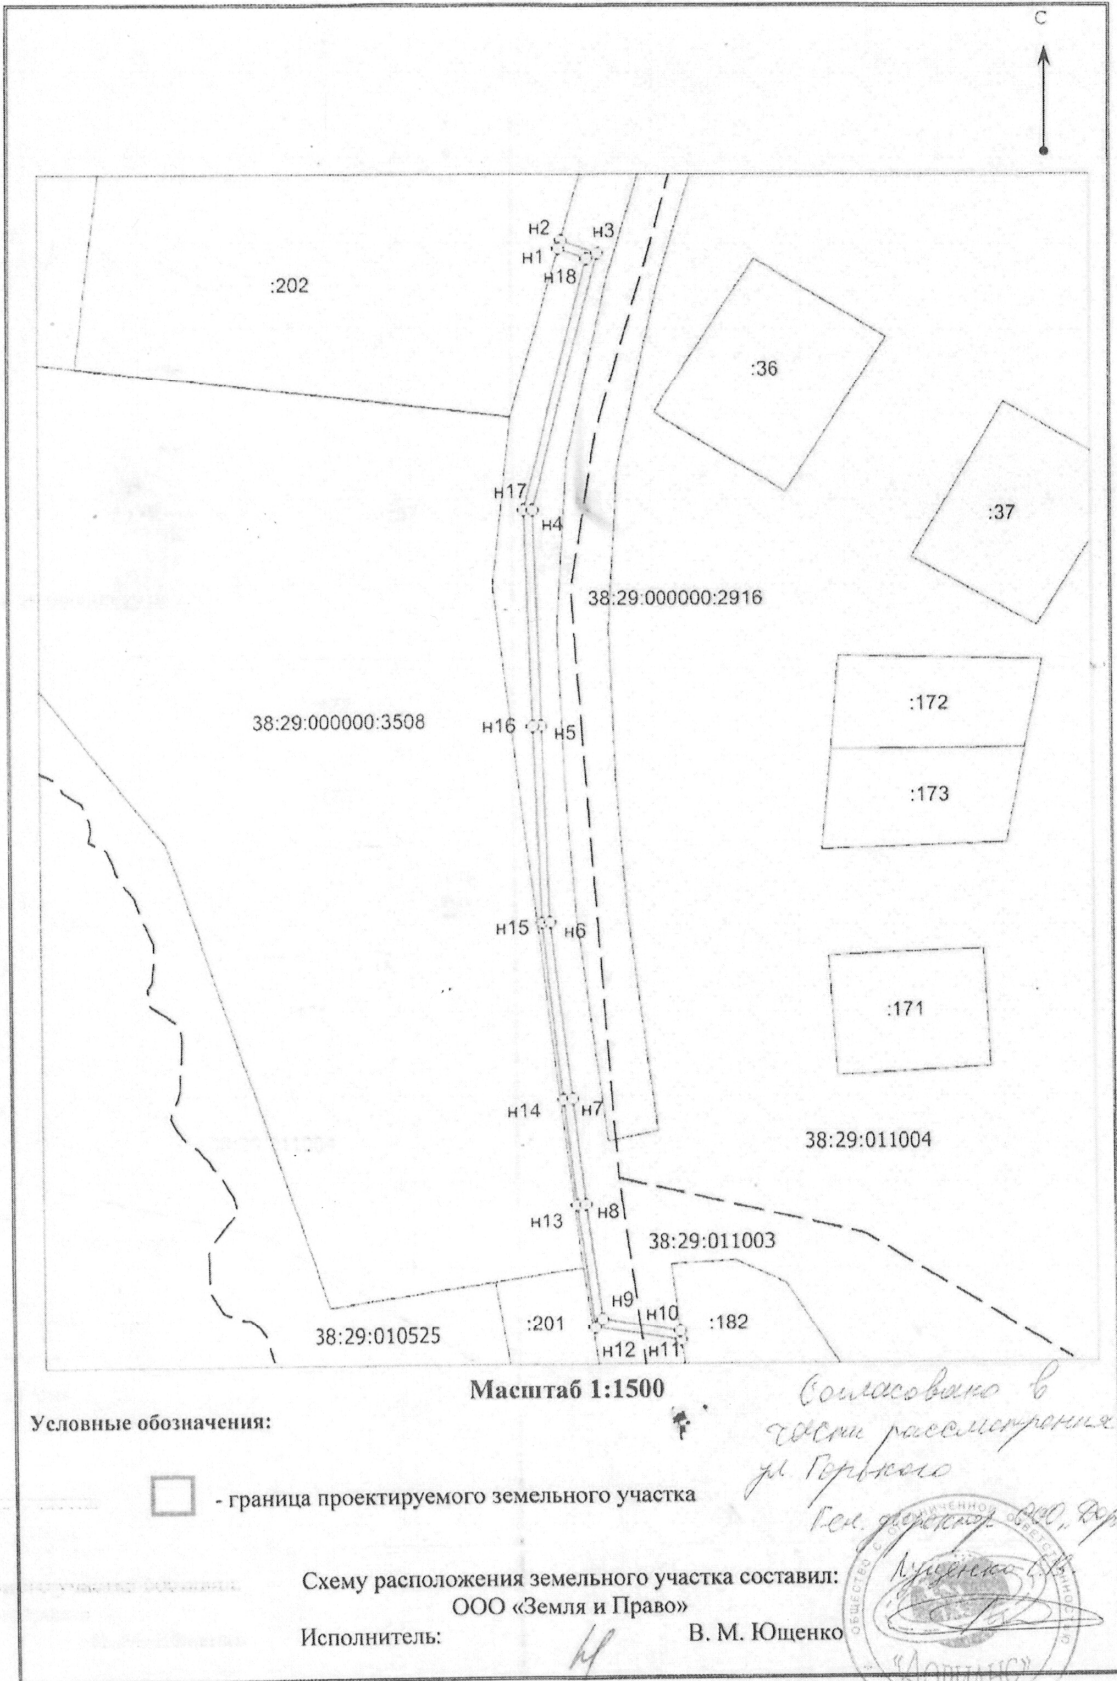 С
н2
н3
н1
н18
:202
:36
н17
н4
:37
38:29:000000:2916
:172
38:29:000000:3508
н16
н5
:173
н15
н6
:171
н14
н7
38:29:011004
н13
н8
38:29:011003
н9
н10
38:29:010525
:201
:182
н12
н11
Масштаб 1:1500
Согласовано в
части рассмотрения
ул. Горького
Условные обозначения:
- граница проектируемого земельного участка
Ген. директор ООО
Луценко
Схему расположения земельного участка составил:
ООО «Земля и Право»
Исполнитель:
В. М. Ющенко